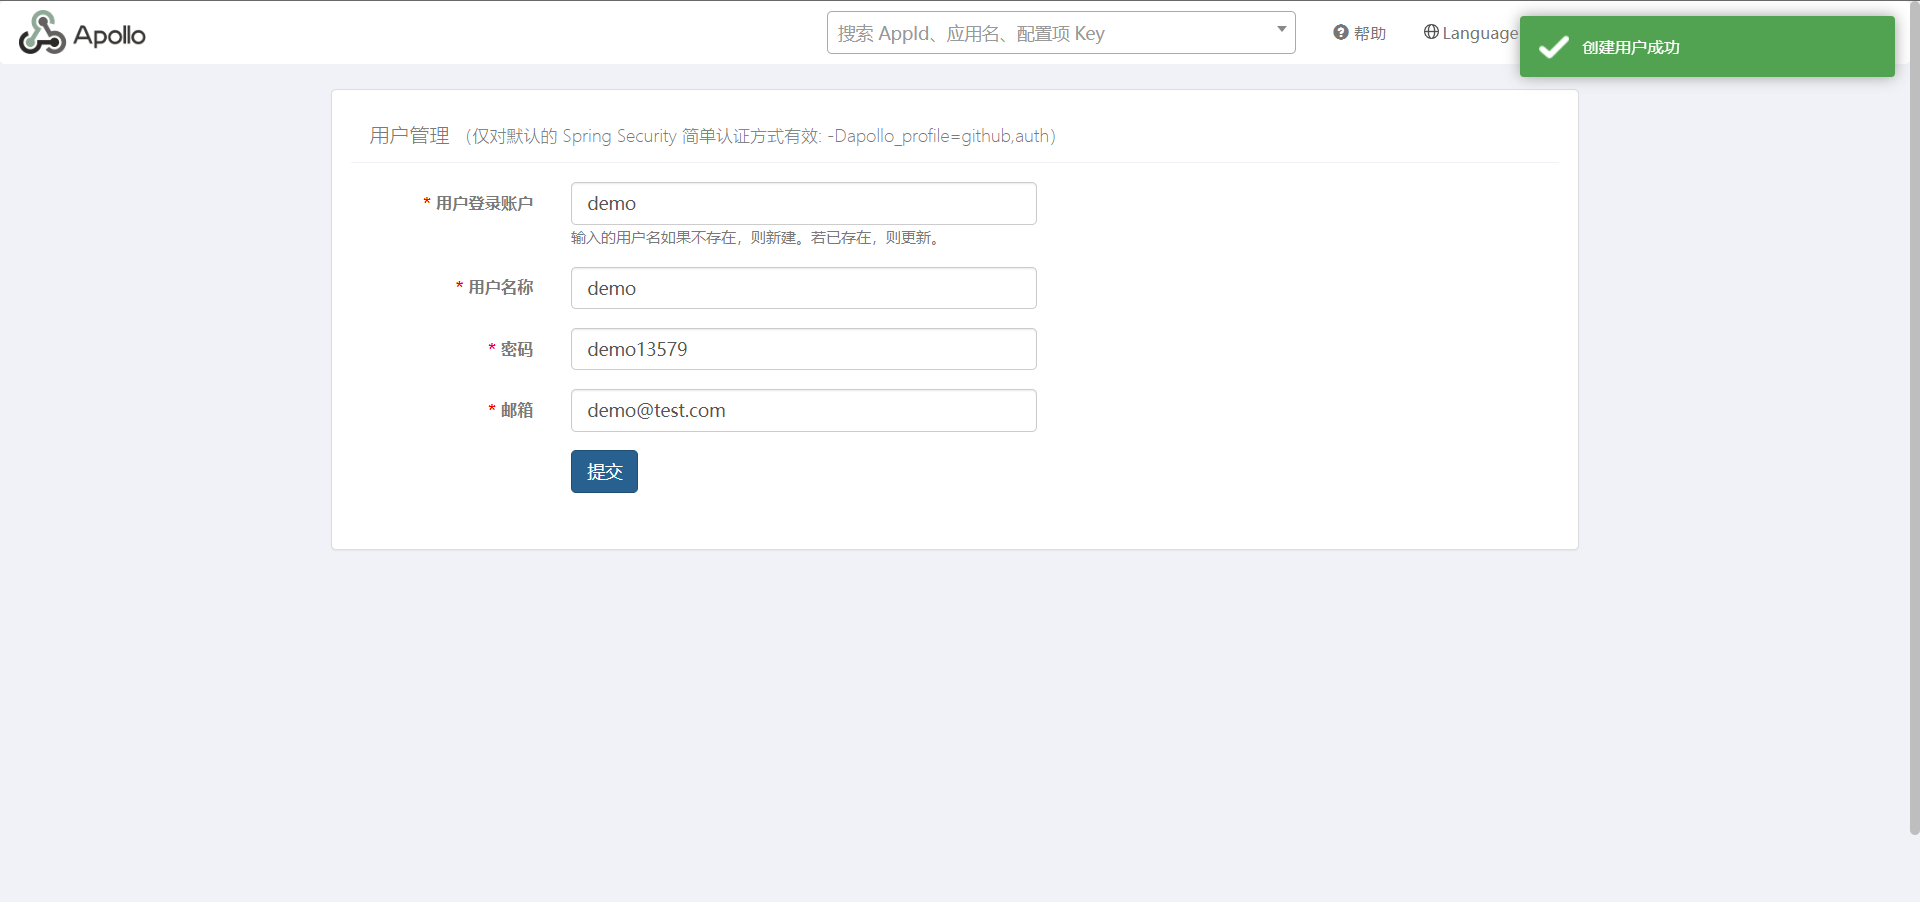 Apollo
搜索 AppId、应用名、配置项 Key
帮助
Language
创建用户成功
用户管理 （仅对默认的 Spring Security 简单认证方式有效: -Dapollo_profile=github,auth）
* 用户登录账户
demo
输入的用户名如果不存在，则新建。若已存在，则更新。
* 用户名称
demo
* 密码
demo13579
* 邮箱
demo@test.com
提交